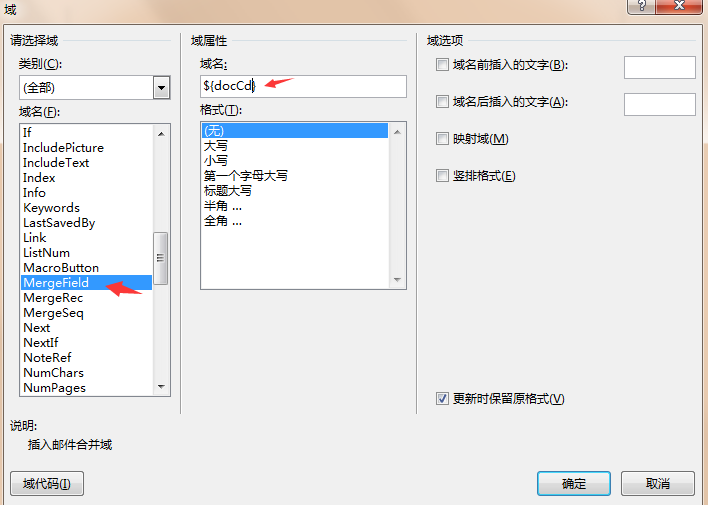 域
?
x
请选择域
类别(C):
(全部)
域名(F):
If
IncludePicture
IncludeText
Index
Info
Keywords
LastSavedBy
Link
ListNum
MacroButton
MergeField
MergeRec
MergeSeq
Next
NextIf
NoteRef
NumChars
NumPages
域属性
域名:
${docCd}
格式(T):
(无)
大写
小写
第一个字母大写
标题大写
半角 ...
全角 ...
域选项
域名前插入的文字(B):
域名后插入的文字(A):
映射域(M)
竖排格式(E)
更新时保留原格式(V)
说明:
插入邮件合并域
域代码(I)
确定
取消